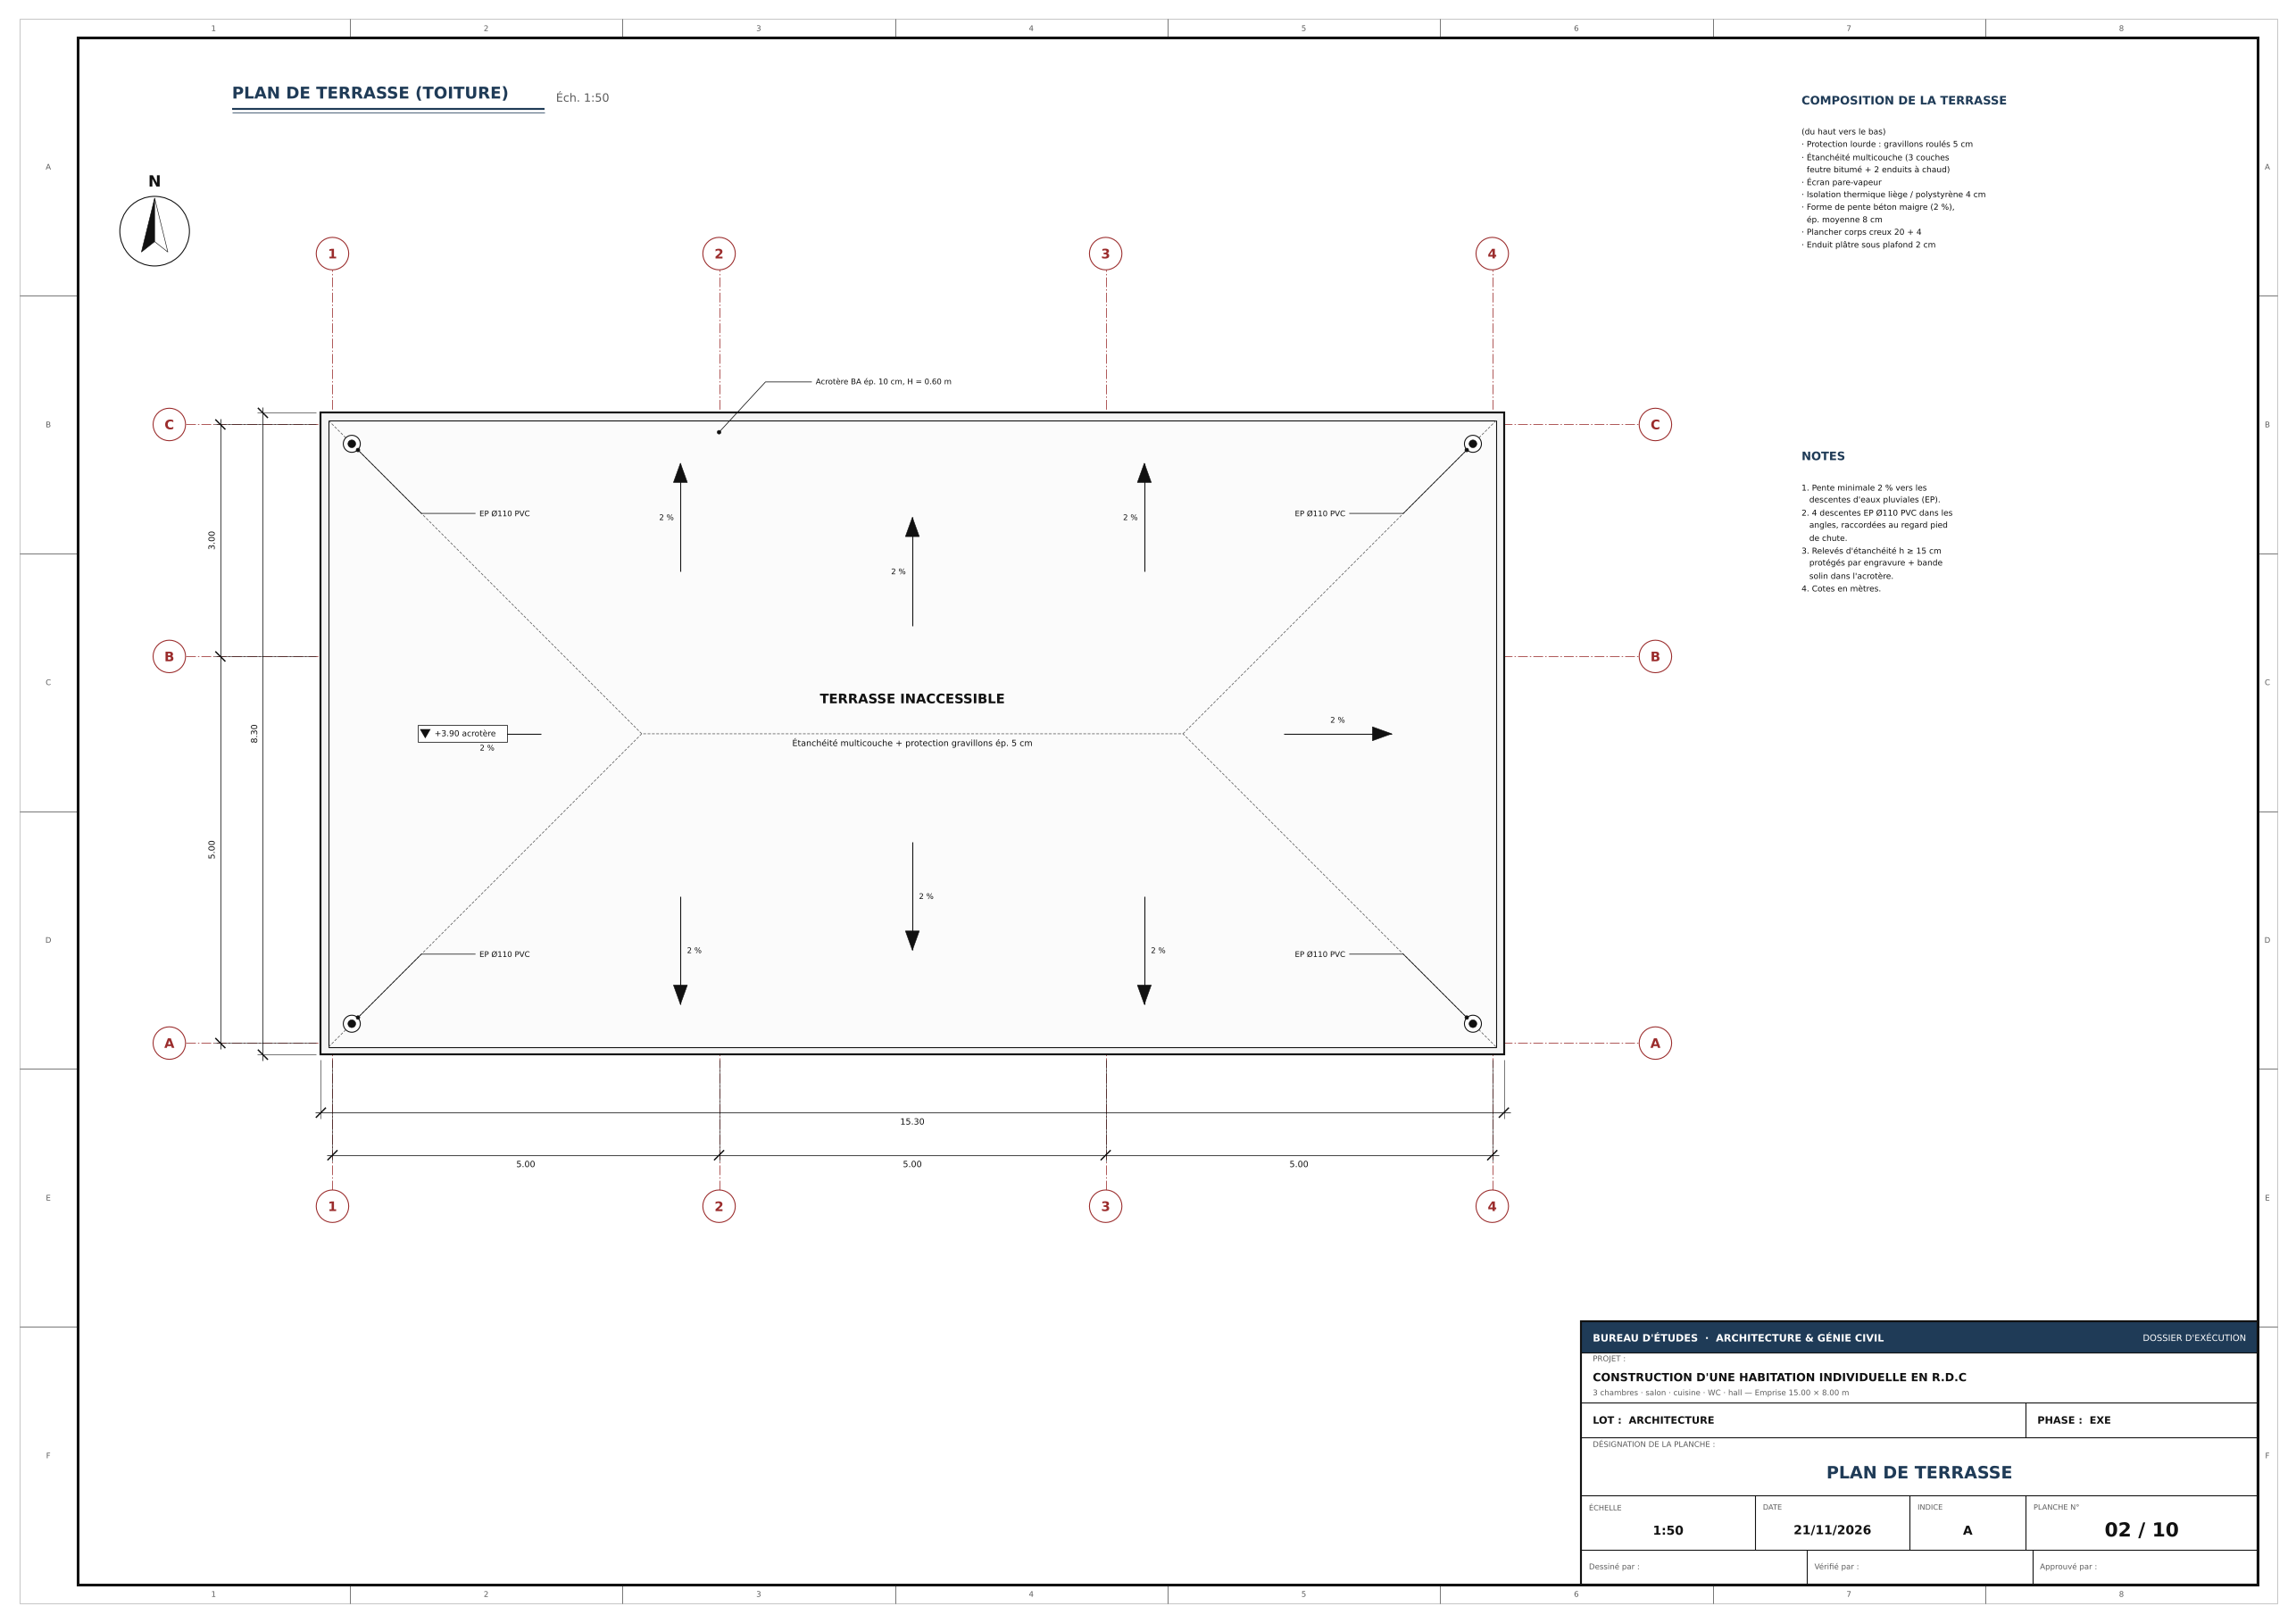 1 2 3 4 5 6 7 8
PLAN DE TERRASSE (TOITURE) Éch. 1:50
COMPOSITION DE LA TERRASSE
(du haut vers le bas)
· Protection lourde : gravillons roulés 5 cm
· Étanchéité multicouche (3 couches
feutre bitumé + 2 enduits à chaud)
· Écran pare-vapeur
· Isolation thermique liège / polystyrène 4 cm
· Forme de pente béton maigre (2 %),
ép. moyenne 8 cm
· Plancher corps creux 20 + 4
· Enduit plâtre sous plafond 2 cm
A A
N
1 2 3 4
Acrotère BA ép. 10 cm, H = 0.60 m
B C C B
NOTES
1. Pente minimale 2 % vers les
descentes d'eaux pluviales (EP).
2. 4 descentes EP Ø110 PVC dans les
angles, raccordées au regard pied
de chute.
3. Relevés d'étanchéité h ≥ 15 cm
protégés par engravure + bande
solin dans l'acrotère.
4. Cotes en mètres.
EP Ø110 PVC 2 % 2 % EP Ø110 PVC
3.00
2 %
B B
C C
TERRASSE INACCESSIBLE
2 %
8.30
+3.90 acrotère
2 %
Étanchéité multicouche + protection gravillons ép. 5 cm
5.00
2 %
D D
2 % 2 %
EP Ø110 PVC EP Ø110 PVC
A A
15.30
5.00 5.00 5.00
E E
1 2 3 4
BUREAU D'ÉTUDES · ARCHITECTURE & GÉNIE CIVIL DOSSIER D'EXÉCUTION
PROJET :
CONSTRUCTION D'UNE HABITATION INDIVIDUELLE EN R.D.C
3 chambres · salon · cuisine · WC · hall — Emprise 15.00 × 8.00 m
LOT : ARCHITECTURE PHASE : EXE
DÉSIGNATION DE LA PLANCHE :
F F
PLAN DE TERRASSE
ÉCHELLE DATE INDICE PLANCHE N°
1:50 21/11/2026 A 02 / 10
Dessiné par : Vérifié par : Approuvé par :
1 2 3 4 5 6 7 8